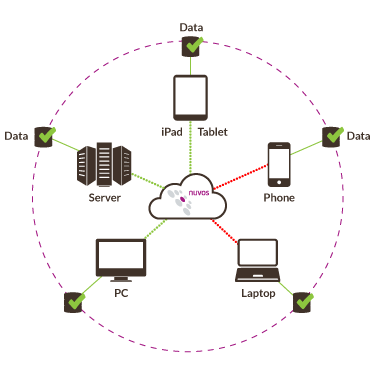 Data
iPad Tablet
Data
Data
Server
nuvos
Phone
PC
Laptop